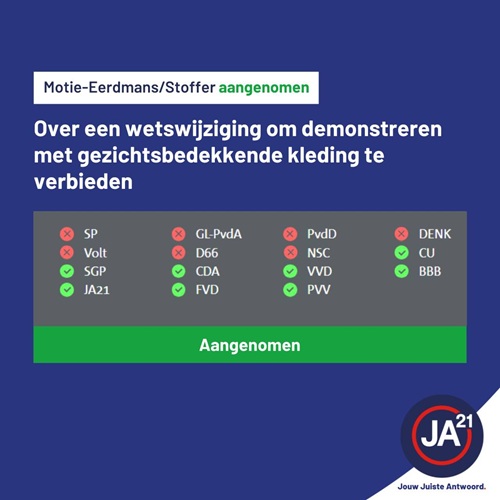 Motie-Eerdmans/Stoffer aangenomen
Over een wetswijziging om demonstreren
met gezichtsbedekkende kleding te
verbieden
SP GL-PvdA PvdD DENK
Volt D66 NSC CU
SGP CDA VVD BBB
JA21 FVD PVV
Aangenomen
JA21
Jouw Juiste Antwoord.